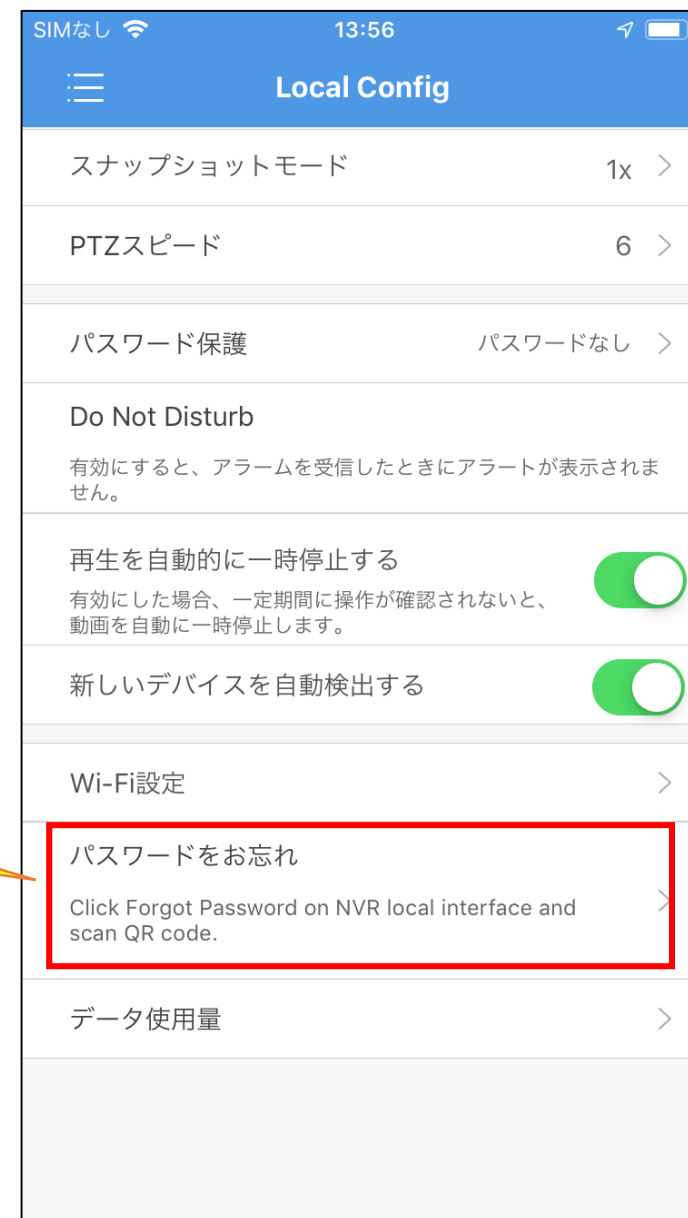 SIMなし 13:56
Local Config
スナップショットモード 1x
PTZスピード 6
パスワード保護 パスワードなし
Do Not Disturb
有効にすると、アラームを受信したときにアラートが表示されま
せん。
再生を自動的に一時停止する
有効にした場合、一定期間に操作が確認されないと、
動画を自動に一時停止します。
新しいデバイスを自動検出する
Wi-Fi設定
パスワードをお忘れ
Click Forgot Password on NVR local interface and
scan QR code.
データ使用量